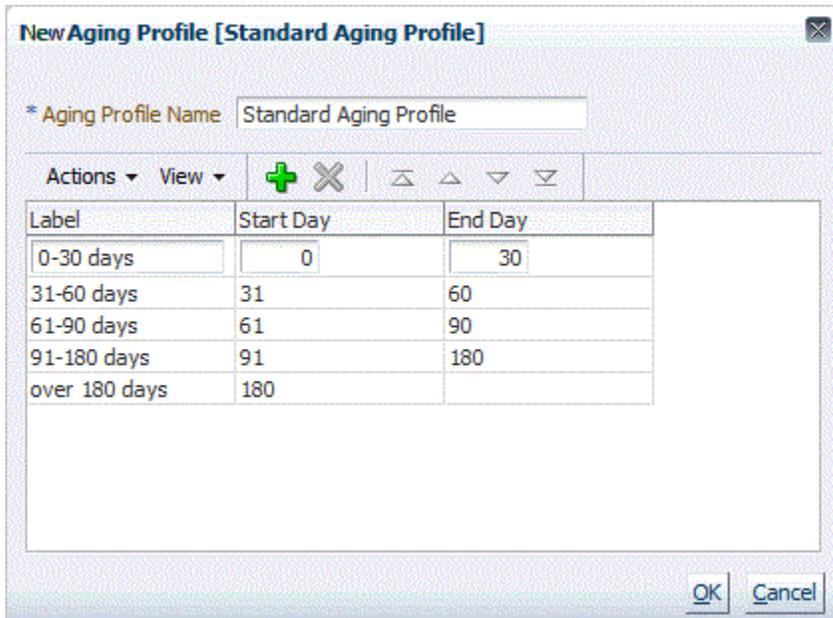 New Aging Profile [Standard Aging Profile]
* Aging Profile Name Standard Aging Profile
Actions View
Label Start Day End Day
0-30 days 0 30
31-60 days 31 60
61-90 days 61 90
91-180 days 91 180
over 180 days 180
OK Cancel